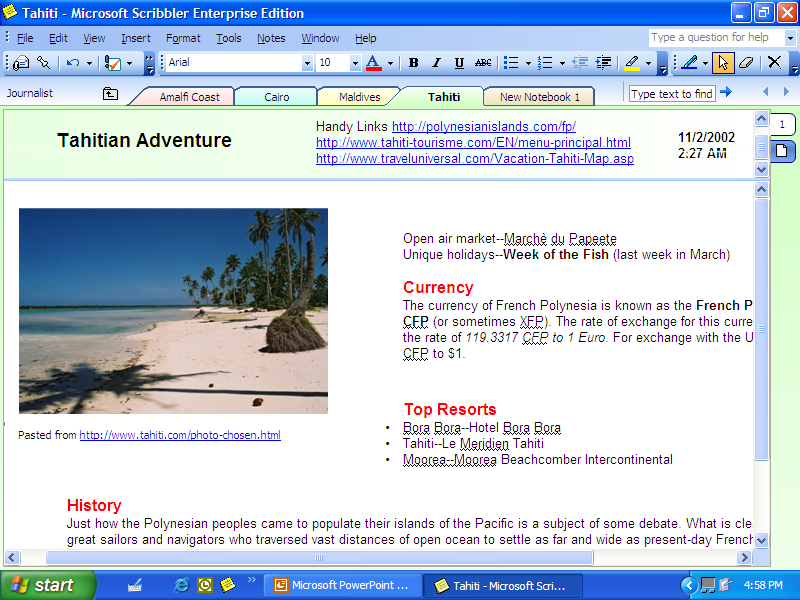 Tahiti - Microsoft Scribbler Enterprise Edition
File Edit View Insert Format Tools Notes Window Help
Type a question for help
Arial 10 A B I U ABC
Journalist
Amalfi Coast Cairo Maldives Tahiti New Notebook 1
Type text to find
1
Tahitian Adventure
Handy Links http://polynesianislands.com/fp/
http://www.tahiti-tourisme.com/EN/menu-principal.html
http://www.traveluniversal.com/Vacation-Tahiti-Map.asp
11/2/2002
2:27 AM
Open air market--Marchè du Papeete
Unique holidays--Week of the Fish (last week in March)
Currency
The currency of French Polynesia is known as the French P
CFP (or sometimes XFP). The rate of exchange for this curre
the rate of 119.3317 CFP to 1 Euro. For exchange with the U
CFP to $1.
Pasted from http://www.tahiti.com/photo-chosen.html
Top Resorts
• Bora Bora--Hotel Bora Bora
• Tahiti--Le Meridien Tahiti
• Moorea--Moorea Beachcomber Intercontinental
History
Just how the Polynesian peoples came to populate their islands of the Pacific is a subject of some debate. What is cle
great sailors and navigators who traversed vast distances of open ocean to settle as far and wide as present-day Frenc
start
Microsoft PowerPoint ...
Tahiti - Microsoft Scri...
4:58 PM